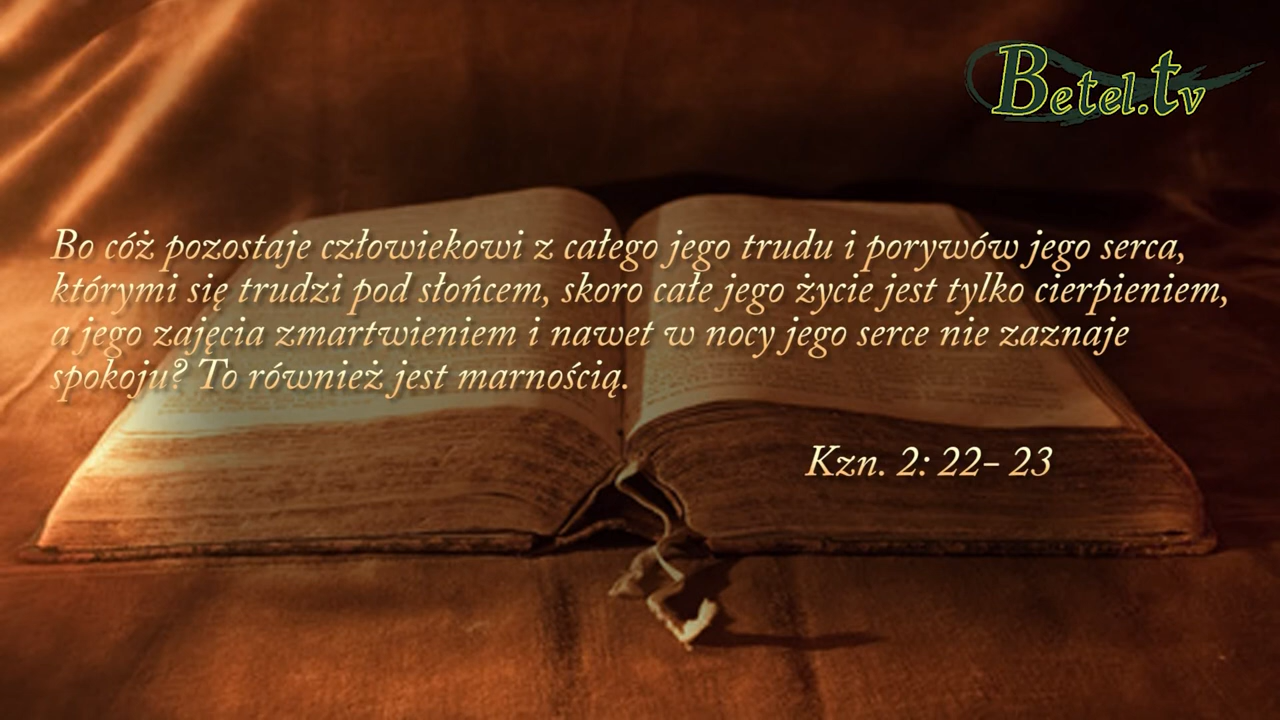 Betel.tv
Bo cóż pozostaje człowiekowi z całego jego trudu i porywów jego serca,
którymi się trudzi pod słońcem, skoro całe jego życie jest tylko cierpieniem,
a jego zajęcia zmartwieniem i nawet w nocy jego serce nie zaznaje
spokoju? To również jest marnością.
Kzn. 2: 22- 23